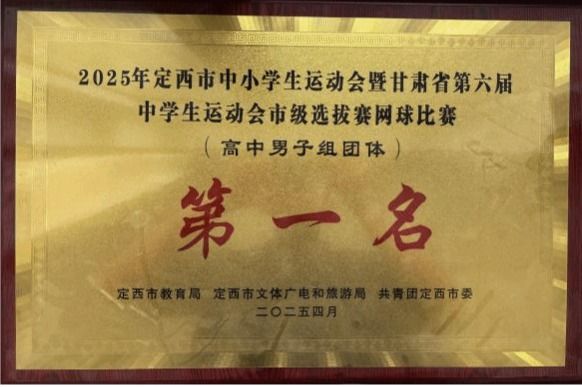 2025年定西市中小学生运动会暨甘肃省第六届
中学生运动会市级选拔赛网球比赛
（高中男子组团体）
第一名
定西市教育局 定西市文体广电和旅游局 共青团定西市委
二〇二五四月